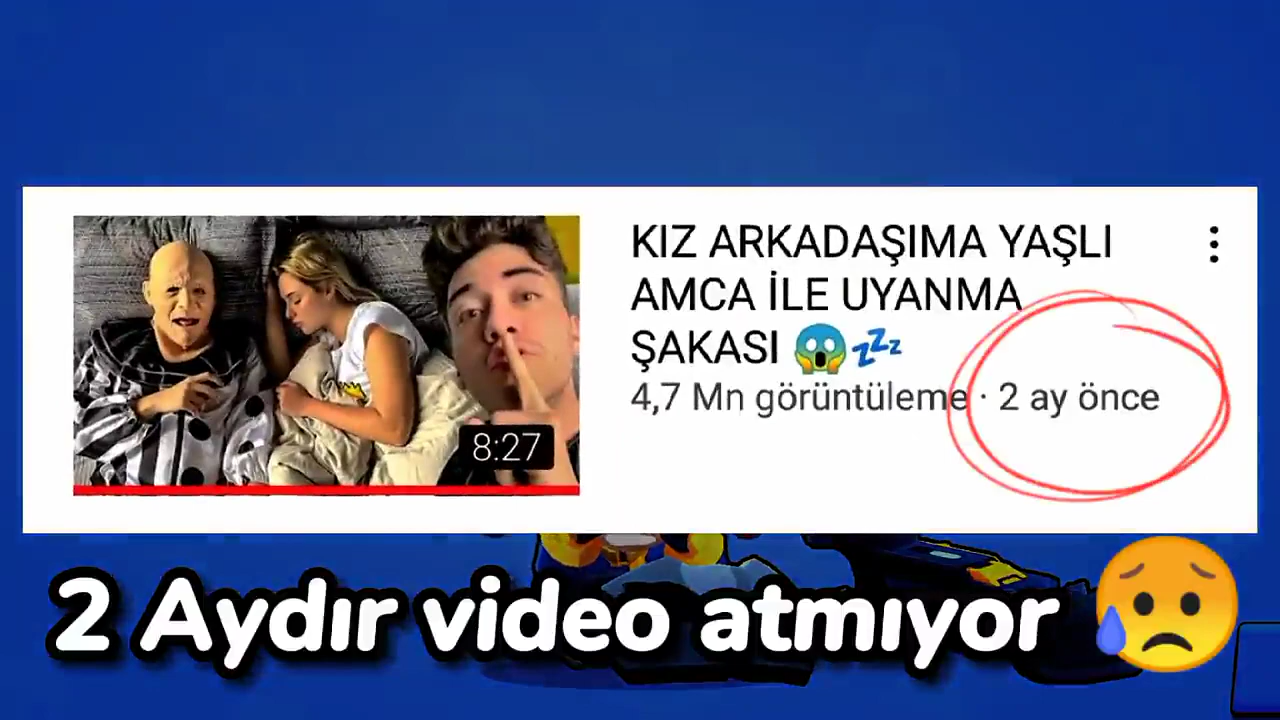 KIZ ARKADAŞIMA YAŞLI
AMCA İLE UYANMA
ŞAKASI 😱💤
4,7 Mn görüntüleme · 2 ay önce
8:27
2 Aydır video atmıyor 😥